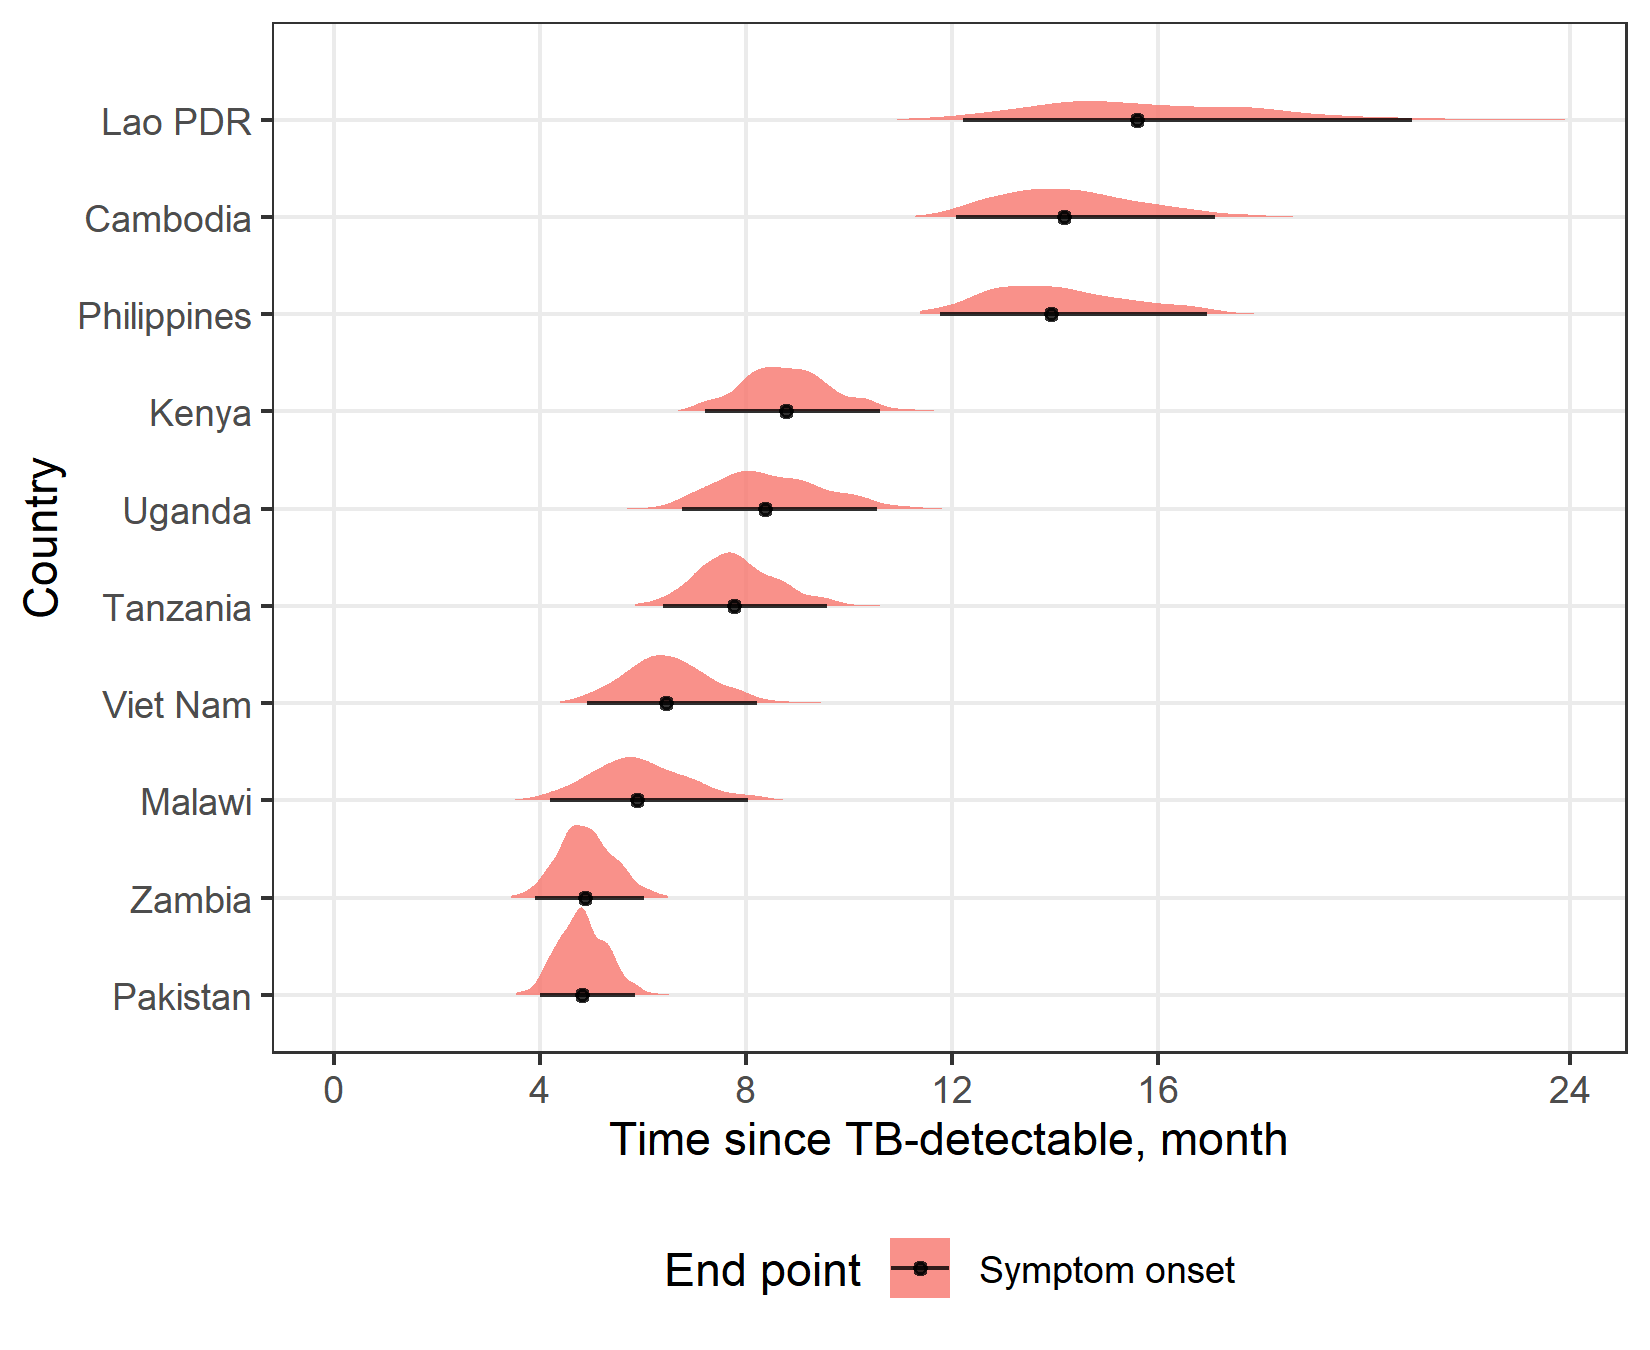 Lao PDR
Cambodia
Philippines
Kenya
Uganda
Tanzania
Viet Nam
Malawi
Zambia
Pakistan
Country
0 4 8 12 16 24
Time since TB-detectable, month
End point Symptom onset